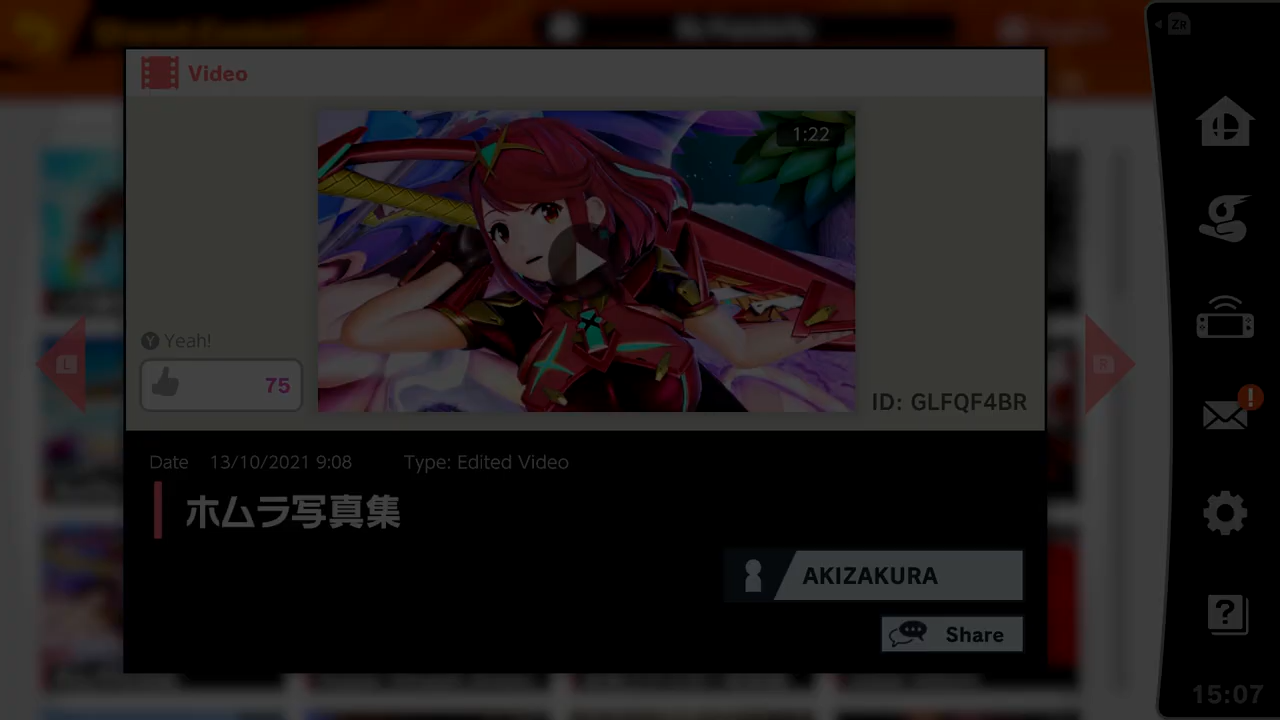 ZR
Video
1:22
Y Yeah!
75
L
R
ID: GLFQF4BR
Date 13/10/2021 9:08 Type: Edited Video
ホムラ写真集
AKIZAKURA
Share
!
?
15:07